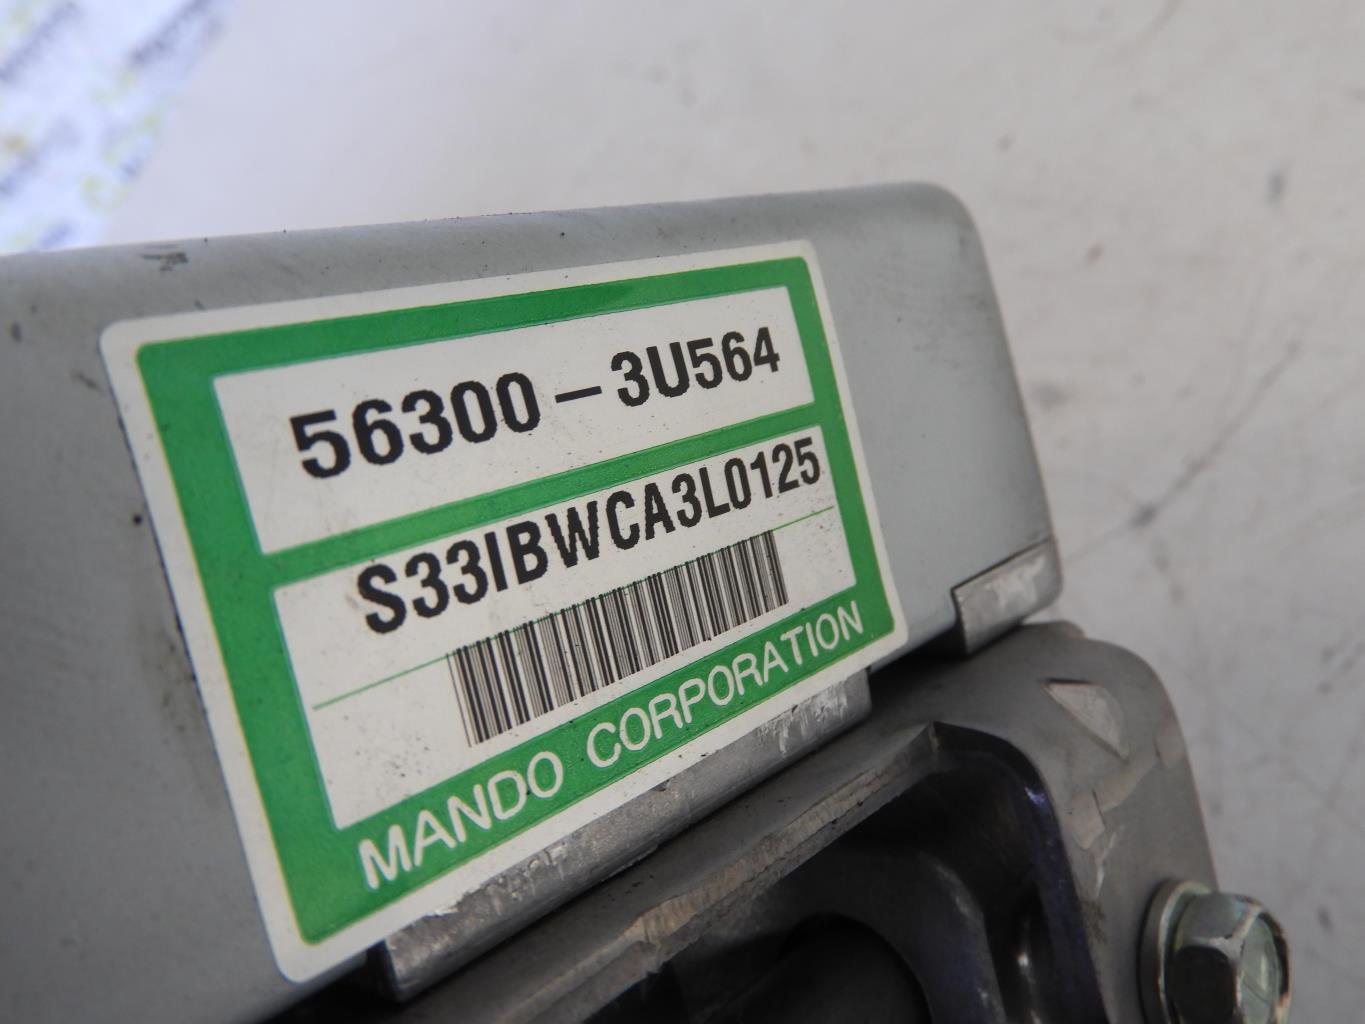 56300-3U564
S33IBWCA3L0125
MANDO CORPORATION